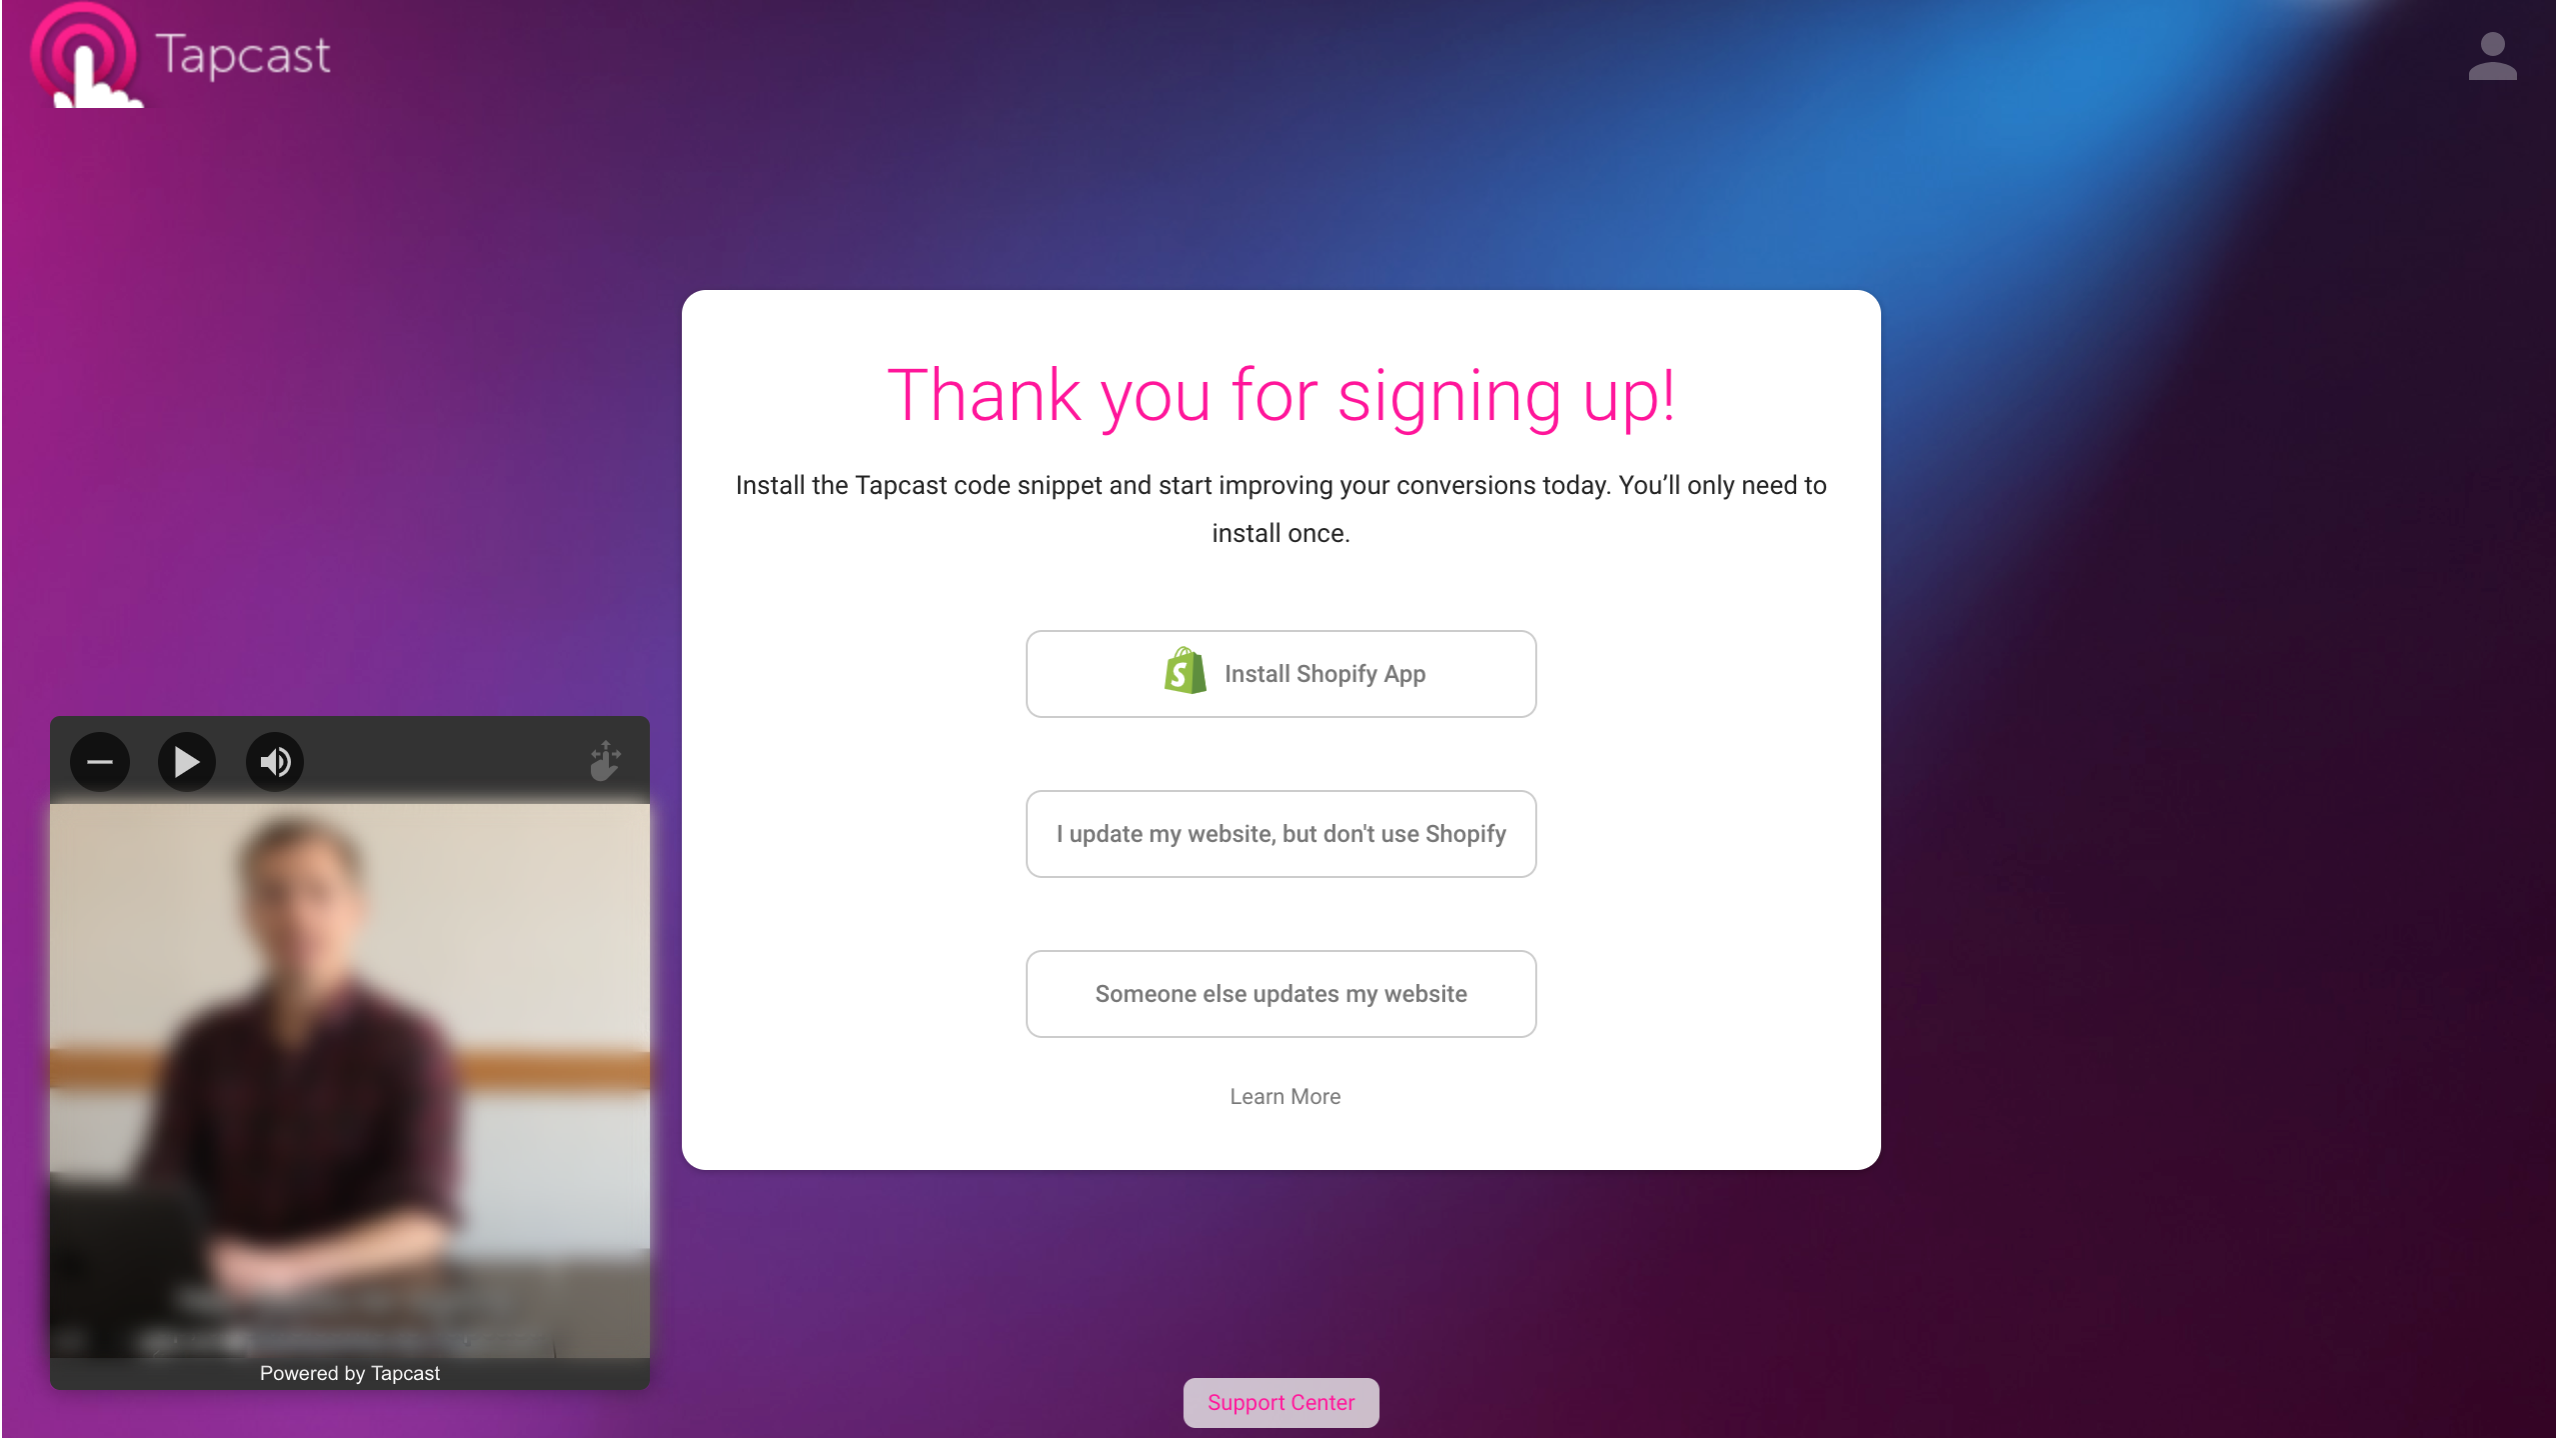 Tapcast
Thank you for signing up!
Install the Tapcast code snippet and start improving your conversions today. You’ll only need to
install once.
Install Shopify App
I update my website, but don't use Shopify
Someone else updates my website
Learn More
Powered by Tapcast
Support Center